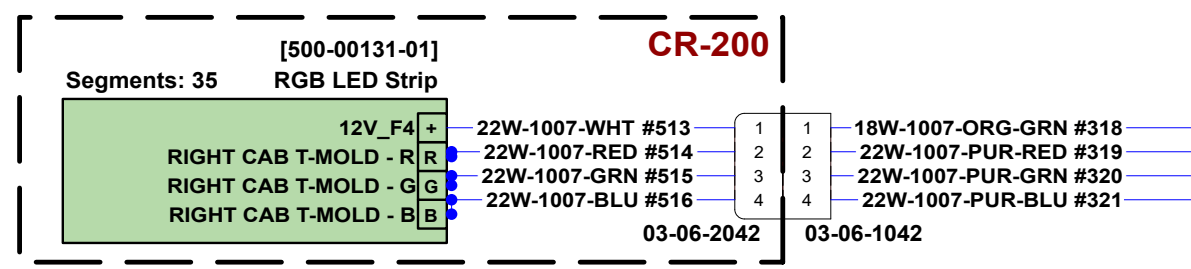 [500-00131-01] CR-200
Segments: 35 RGB LED Strip
12V_F4 + 22W-1007-WHT #513 1 1 18W-1007-ORG-GRN #318
RIGHT CAB T-MOLD - R R 22W-1007-RED #514 2 2 22W-1007-PUR-RED #319
RIGHT CAB T-MOLD - G G 22W-1007-GRN #515 3 3 22W-1007-PUR-GRN #320
RIGHT CAB T-MOLD - B B 22W-1007-BLU #516 4 4 22W-1007-PUR-BLU #321
03-06-2042 03-06-1042